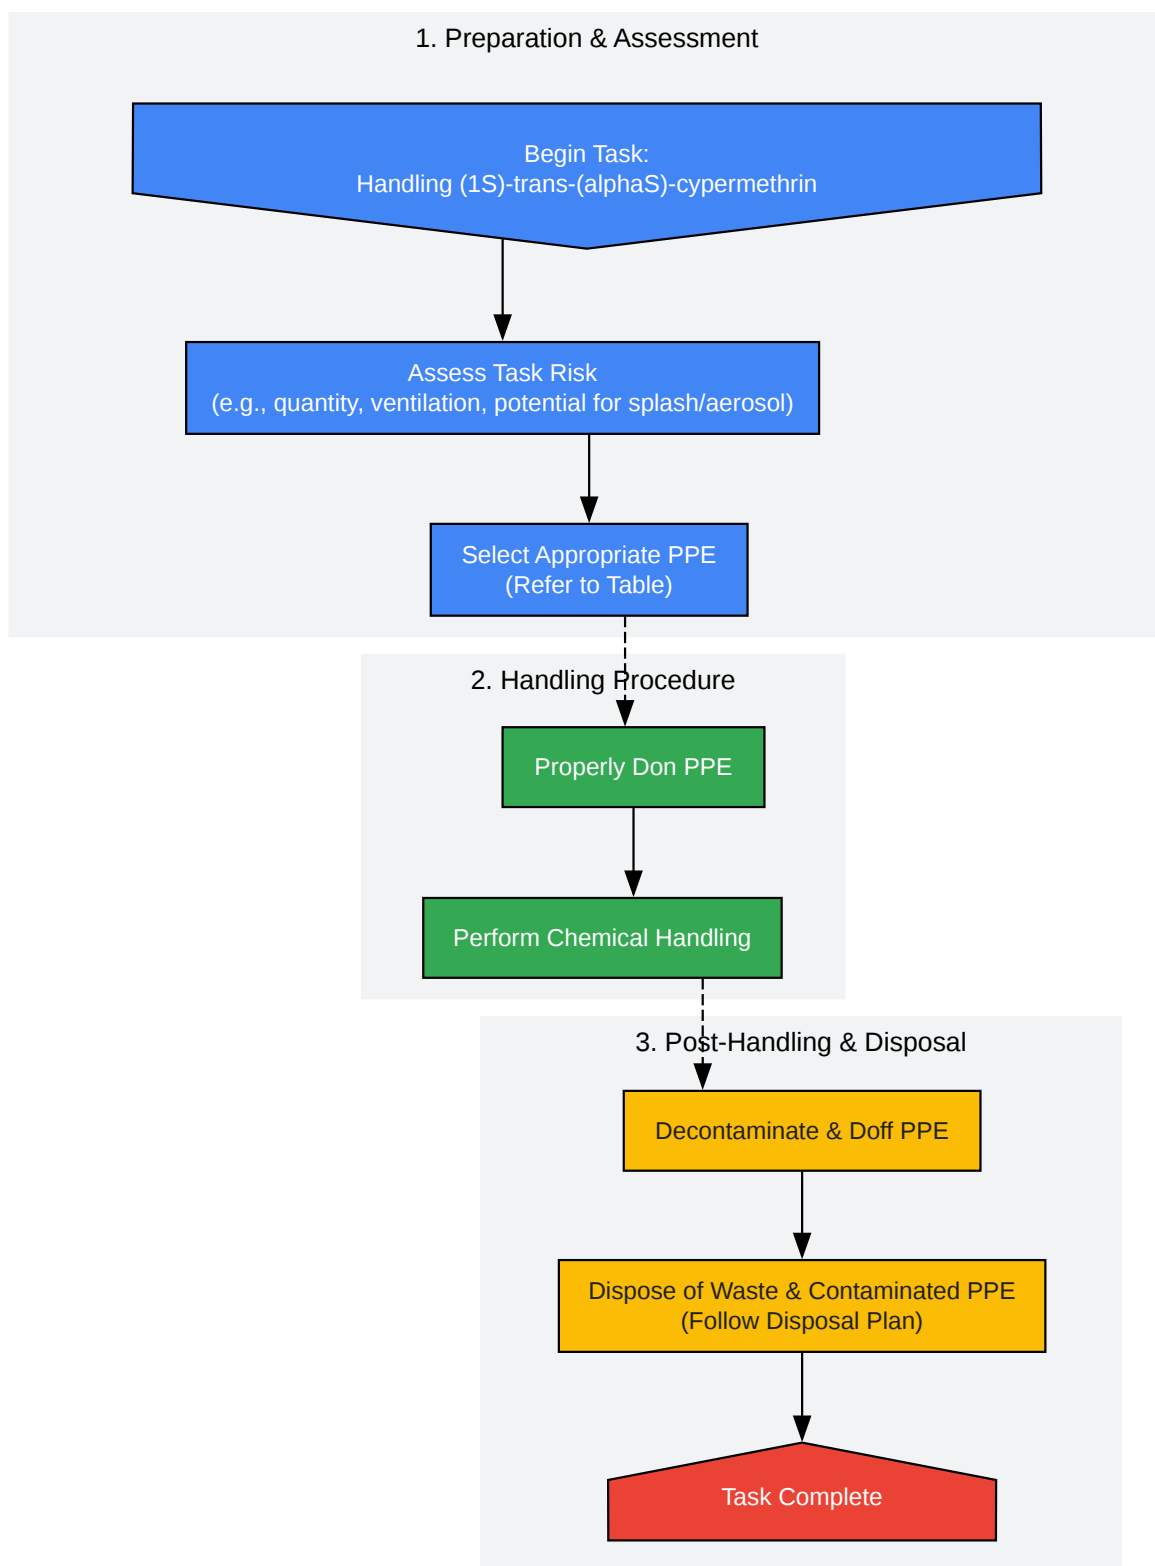 1. Preparation & Assessment
Begin Task:
Handling (1S)-trans-(alphaS)-cypermethrin
Assess Task Risk
(e.g., quantity, ventilation, potential for splash/aerosol)
Select Appropriate PPE
(Refer to Table)
2. Handling Procedure
Properly Don PPE
Perform Chemical Handling
3. Post-Handling & Disposal
Decontaminate & Doff PPE
Dispose of Waste & Contaminated PPE
(Follow Disposal Plan)
Task Complete